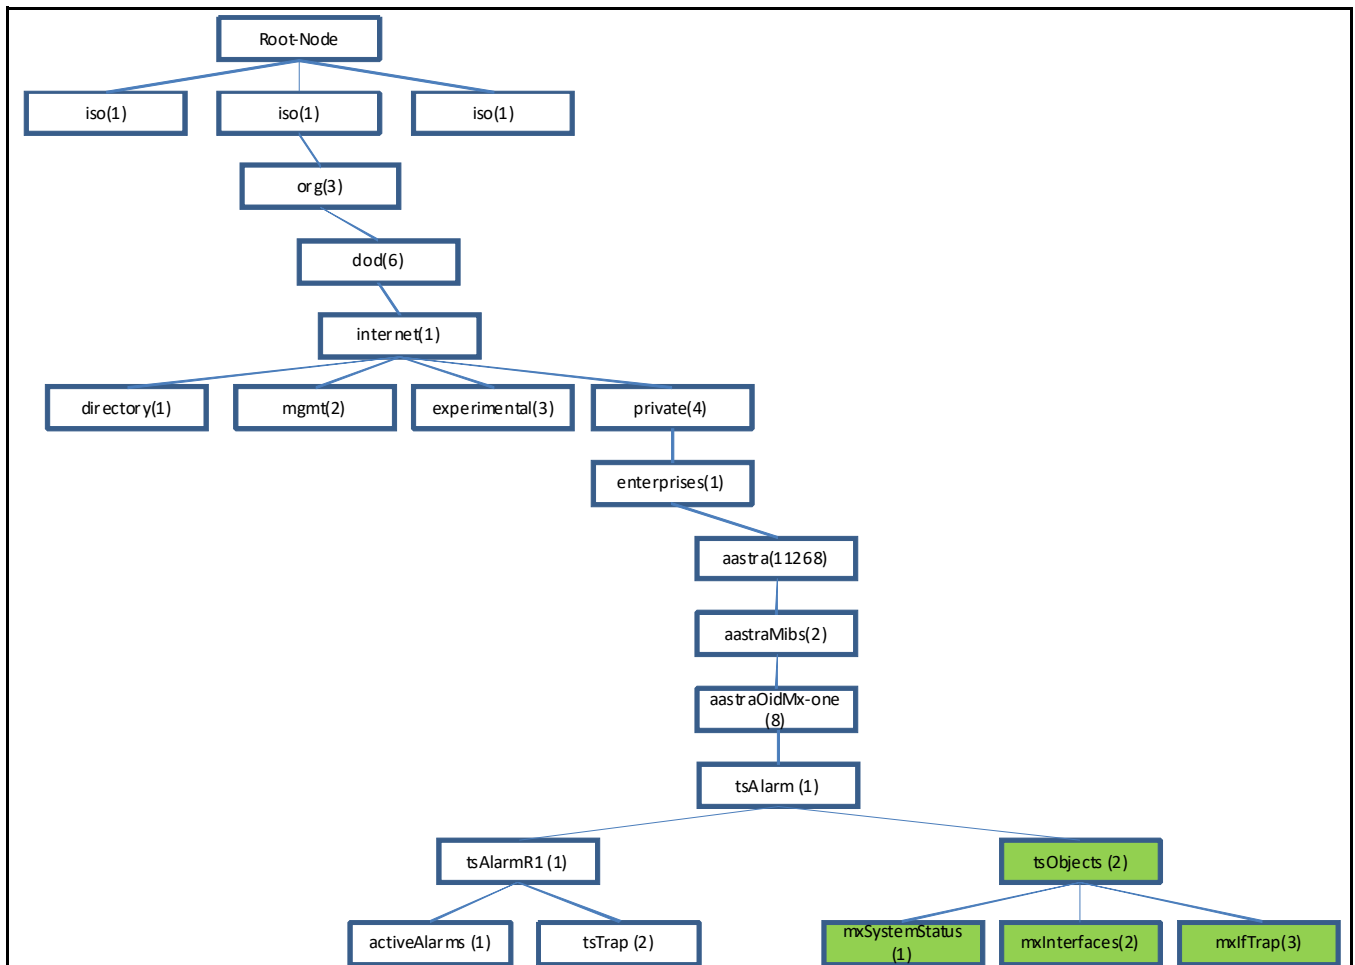 Root-Node
iso(1)
iso(1)
iso(1)
org(3)
dod(6)
internet(1)
directory(1)
mgmt(2)
experimental(3)
private(4)
enterprises(1)
aastra(11268)
aastraMibs(2)
aastraOidMx-one
(8)
tsAlarm (1)
tsAlarmR1 (1)
tsObjects (2)
activeAlarms (1)
tsTrap (2)
mxSystemStatus
(1)
mxInterfaces(2)
mxIfTrap(3)